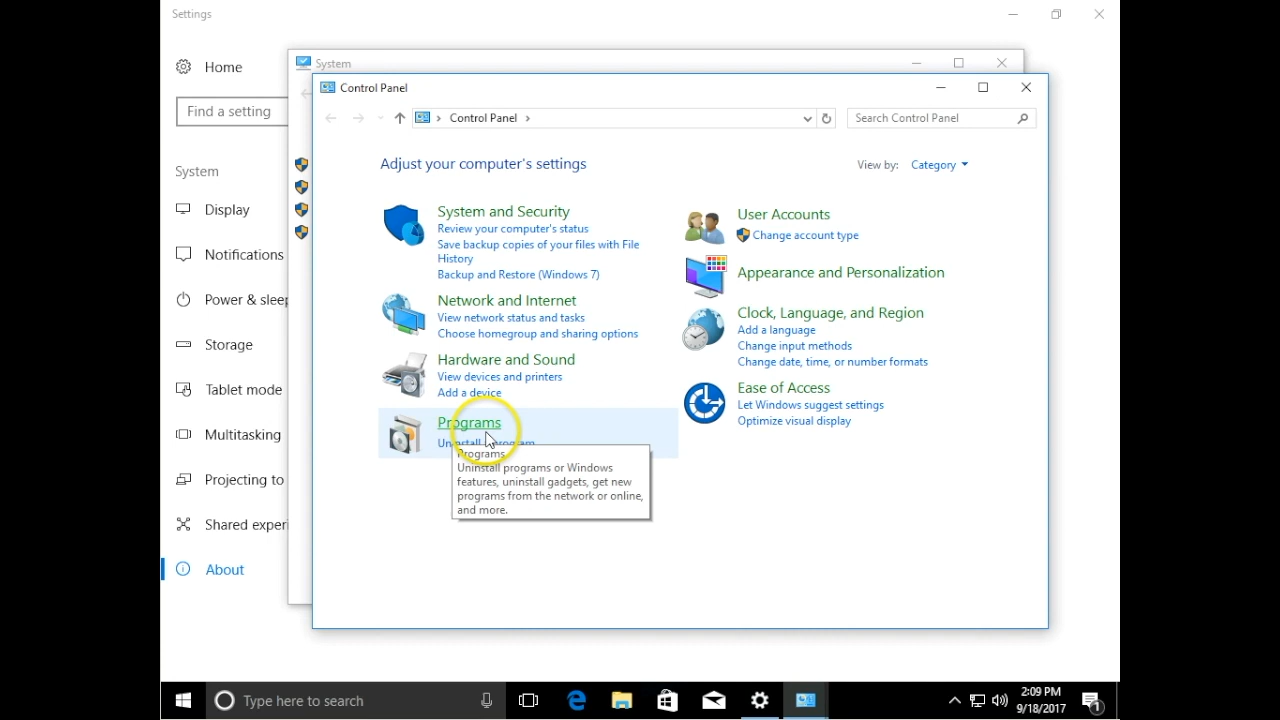 Settings
Home
Find a setting
System
Display
Notifications
Power & sleep
Storage
Tablet mode
Multitasking
Projecting to
Shared exper
About
System
Control Panel
Control Panel
Search Control Panel
Adjust your computer's settings
View by: Category
System and Security
Review your computer's status
Save backup copies of your files with File
History
Backup and Restore (Windows 7)
Network and Internet
View network status and tasks
Choose homegroup and sharing options
Hardware and Sound
View devices and printers
Add a device
Programs
Uninstall a program
Programs
Uninstall programs or Windows
features, uninstall gadgets, get new
programs from the network or online,
and more.
User Accounts
Change account type
Appearance and Personalization
Clock, Language, and Region
Add a language
Change input methods
Change date, time, or number formats
Ease of Access
Let Windows suggest settings
Optimize visual display
Type here to search
2:09 PM
9/18/2017
1